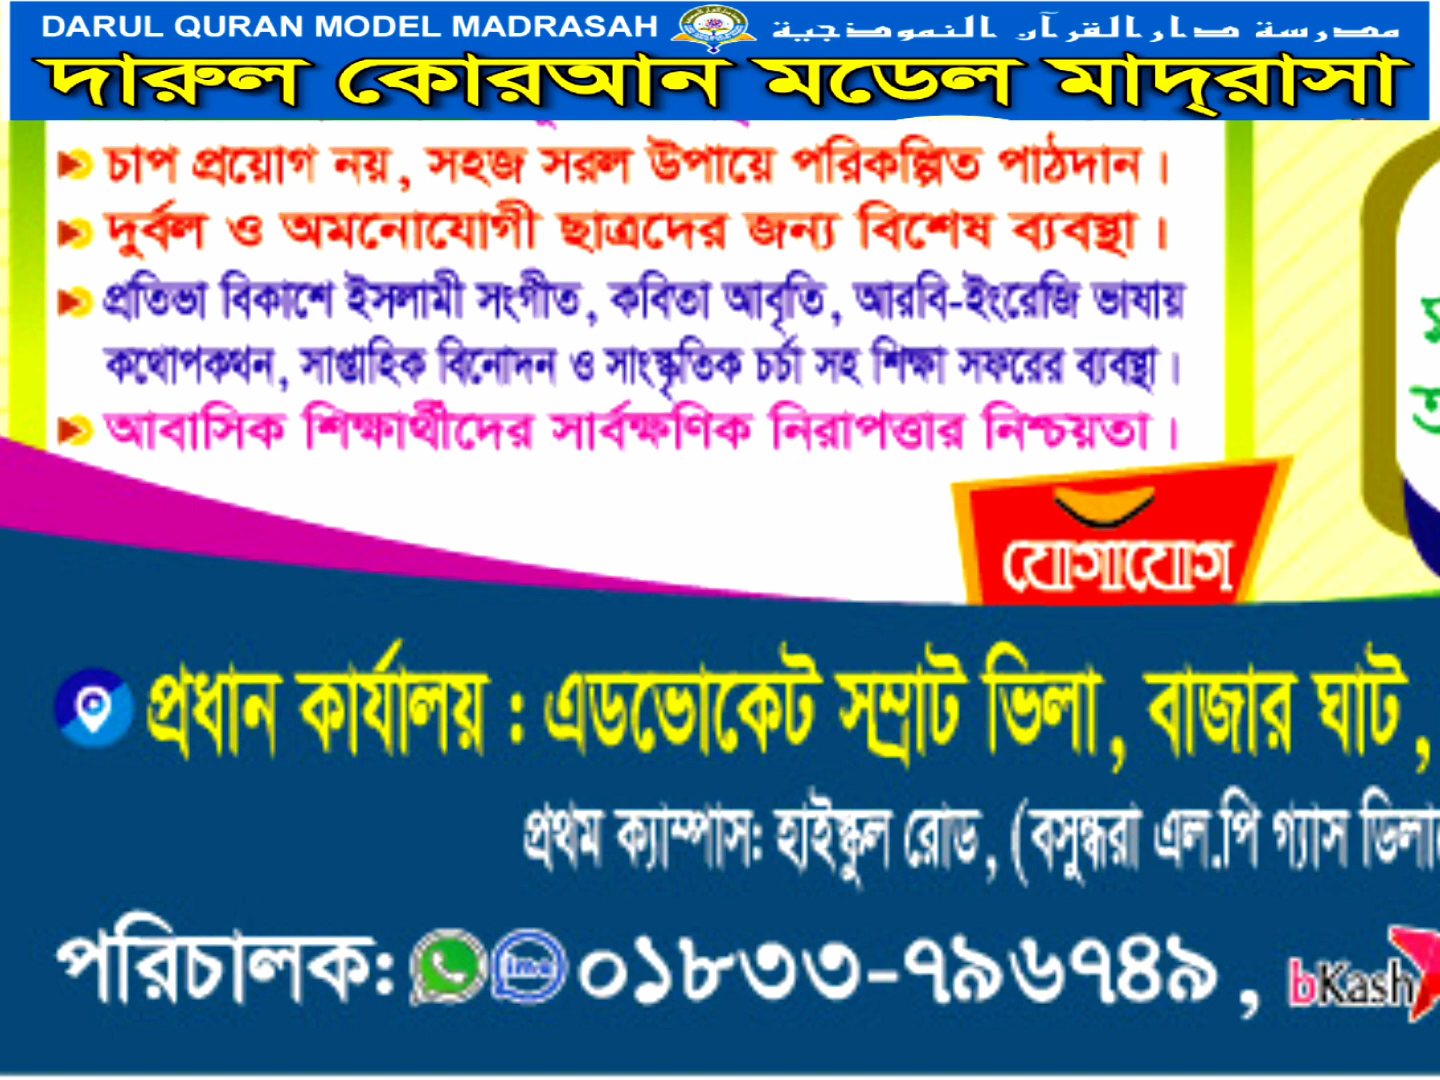 DARUL QURAN MODEL MADRASAH مدرسة دار القرآن النموذجية
দারুল কোরআন মডেল মাদ্‌রাসা
চাপ প্রয়োগ নয়, সহজ সরল উপায়ে পরিকল্পিত পাঠদান।
দুর্বল ও অমনোযোগী ছাত্রদের জন্য বিশেষ ব্যবস্থা।
প্রতিভা বিকাশে ইসলামী সংগীত, কবিতা আবৃতি, আরবি-ইংরেজি ভাষায়
কথোপকথন, সাপ্তাহিক বিনোদন ও সাংস্কৃতিক চর্চা সহ শিক্ষা সফরের ব্যবস্থা।
আবাসিক শিক্ষার্থীদের সার্বক্ষণিক নিরাপত্তার নিশ্চয়তা।
যোগাযোগ
প্রধান কার্যালয় : এডভোকেট সম্রাট ভিলা, বাজার ঘাট,
প্রথম ক্যাম্পাস: হাইস্কুল রোড, (বসুন্ধরা এল.পি গ্যাস
পরিচালক: imo ০১৮৩৩-৭৯৬৭৪৯, bKash